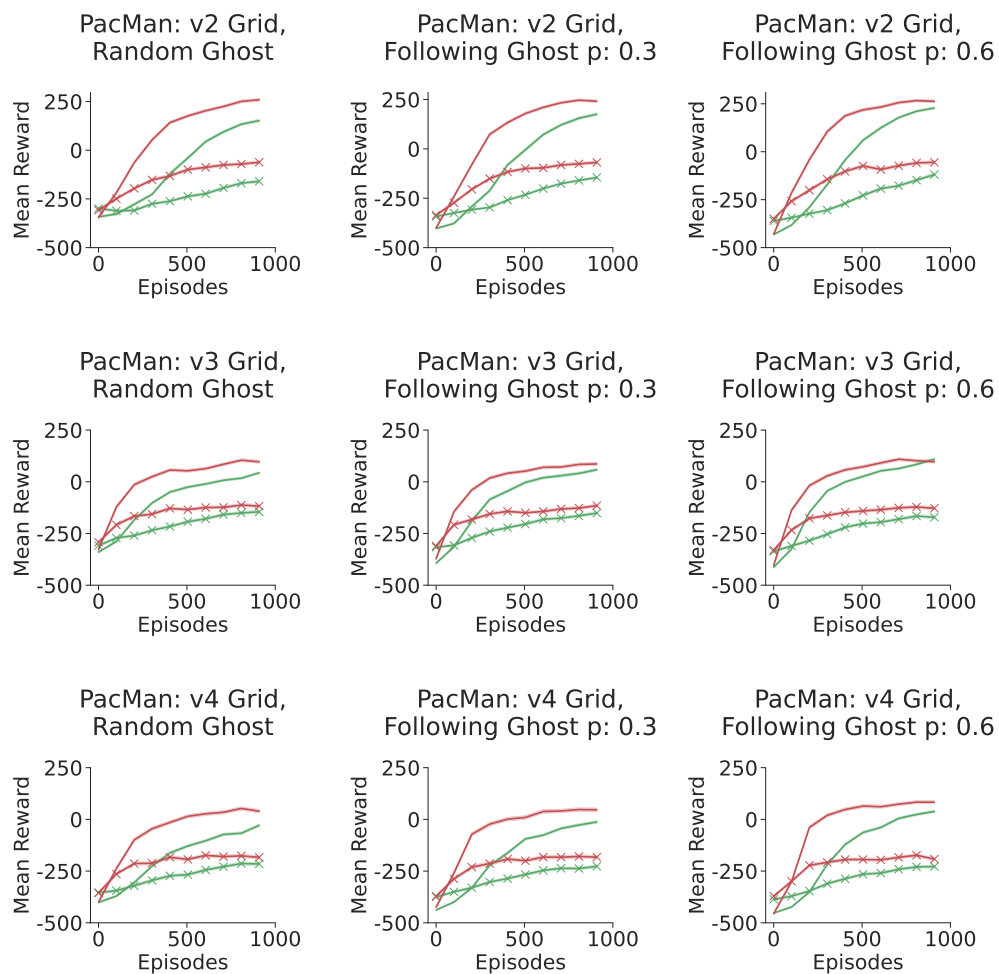 PacMan: v2 Grid,
Random Ghost
PacMan: v2 Grid,
Following Ghost p: 0.3
PacMan: v2 Grid,
Following Ghost p: 0.6
Mean Reward
250
0
-250
-500
0
500
1000
Episodes
Mean Reward
250
0
-250
-500
0
500
1000
Episodes
Mean Reward
250
0
-250
-500
0
500
1000
Episodes
PacMan: v3 Grid,
Random Ghost
PacMan: v3 Grid,
Following Ghost p: 0.3
PacMan: v3 Grid,
Following Ghost p: 0.6
Mean Reward
250
0
-250
-500
0
500
1000
Episodes
Mean Reward
250
0
-250
-500
0
500
1000
Episodes
Mean Reward
250
0
-250
-500
0
500
1000
Episodes
PacMan: v4 Grid,
Random Ghost
PacMan: v4 Grid,
Following Ghost p: 0.3
PacMan: v4 Grid,
Following Ghost p: 0.6
Mean Reward
250
0
-250
-500
0
500
1000
Episodes
Mean Reward
250
0
-250
-500
0
500
1000
Episodes
Mean Reward
250
0
-250
-500
0
500
1000
Episodes